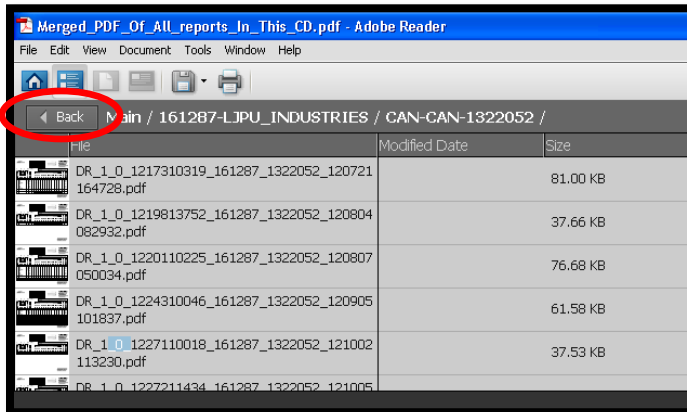 Merged_PDF_Of_All_reports_In_This_CD.pdf - Adobe Reader
File Edit View Document Tools Window Help
Back Main / 161287-LJPU_INDUSTRIES / CAN-CAN-1322052 /
File Modified Date Size
DR_1_0_1217310319_161287_1322052_120721
164728.pdf
81.00 KB
DR_1_0_1219813752_161287_1322052_120804
082932.pdf
37.66 KB
DR_1_0_1220110225_161287_1322052_120807
050034.pdf
76.68 KB
DR_1_0_1224310046_161287_1322052_120905
101837.pdf
61.58 KB
DR_1_0_1227110018_161287_1322052_121002
113230.pdf
37.53 KB
DR_1_0_1227211434_161287_1322052_121005